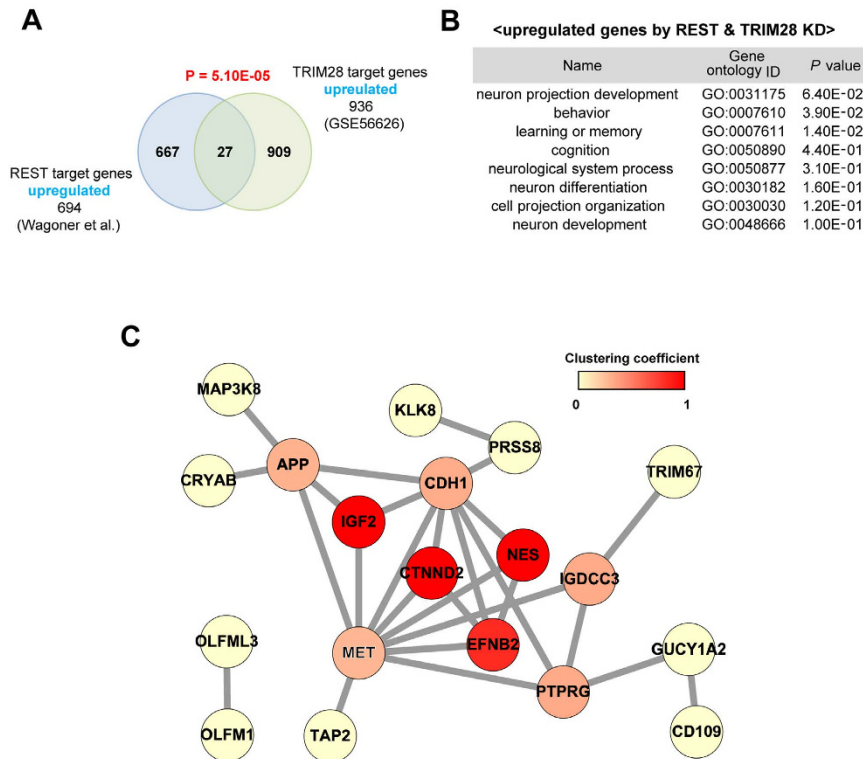 A
P = 5.10E-05
TRIM28 target genes
upreulated
936
(GSE56626)
667
27
909
REST target genes
upregulated
694
(Wagoner et al.)
B
<upregulated genes by REST & TRIM28 KD>
Name Gene ontology ID P value
neuron projection development GO:0031175 6.40E-02
behavior GO:0007610 3.90E-02
learning or memory GO:0007611 1.40E-02
cognition GO:0050890 4.40E-01
neurological system process GO:0050877 3.10E-01
neuron differentiation GO:0030182 1.60E-01
cell projection organization GO:0030030 1.20E-01
neuron development GO:0048666 1.00E-01
C
Clustering coefficient
0 1
MAP3K8
KLK8
PRSS8
CRYAB
APP
CDH1
TRIM67
IGF2
NES
CTNND2
IGDCC3
OLFML3
MET
EFNB2
GUCY1A2
PTPRG
OLFM1
TAP2
CD109